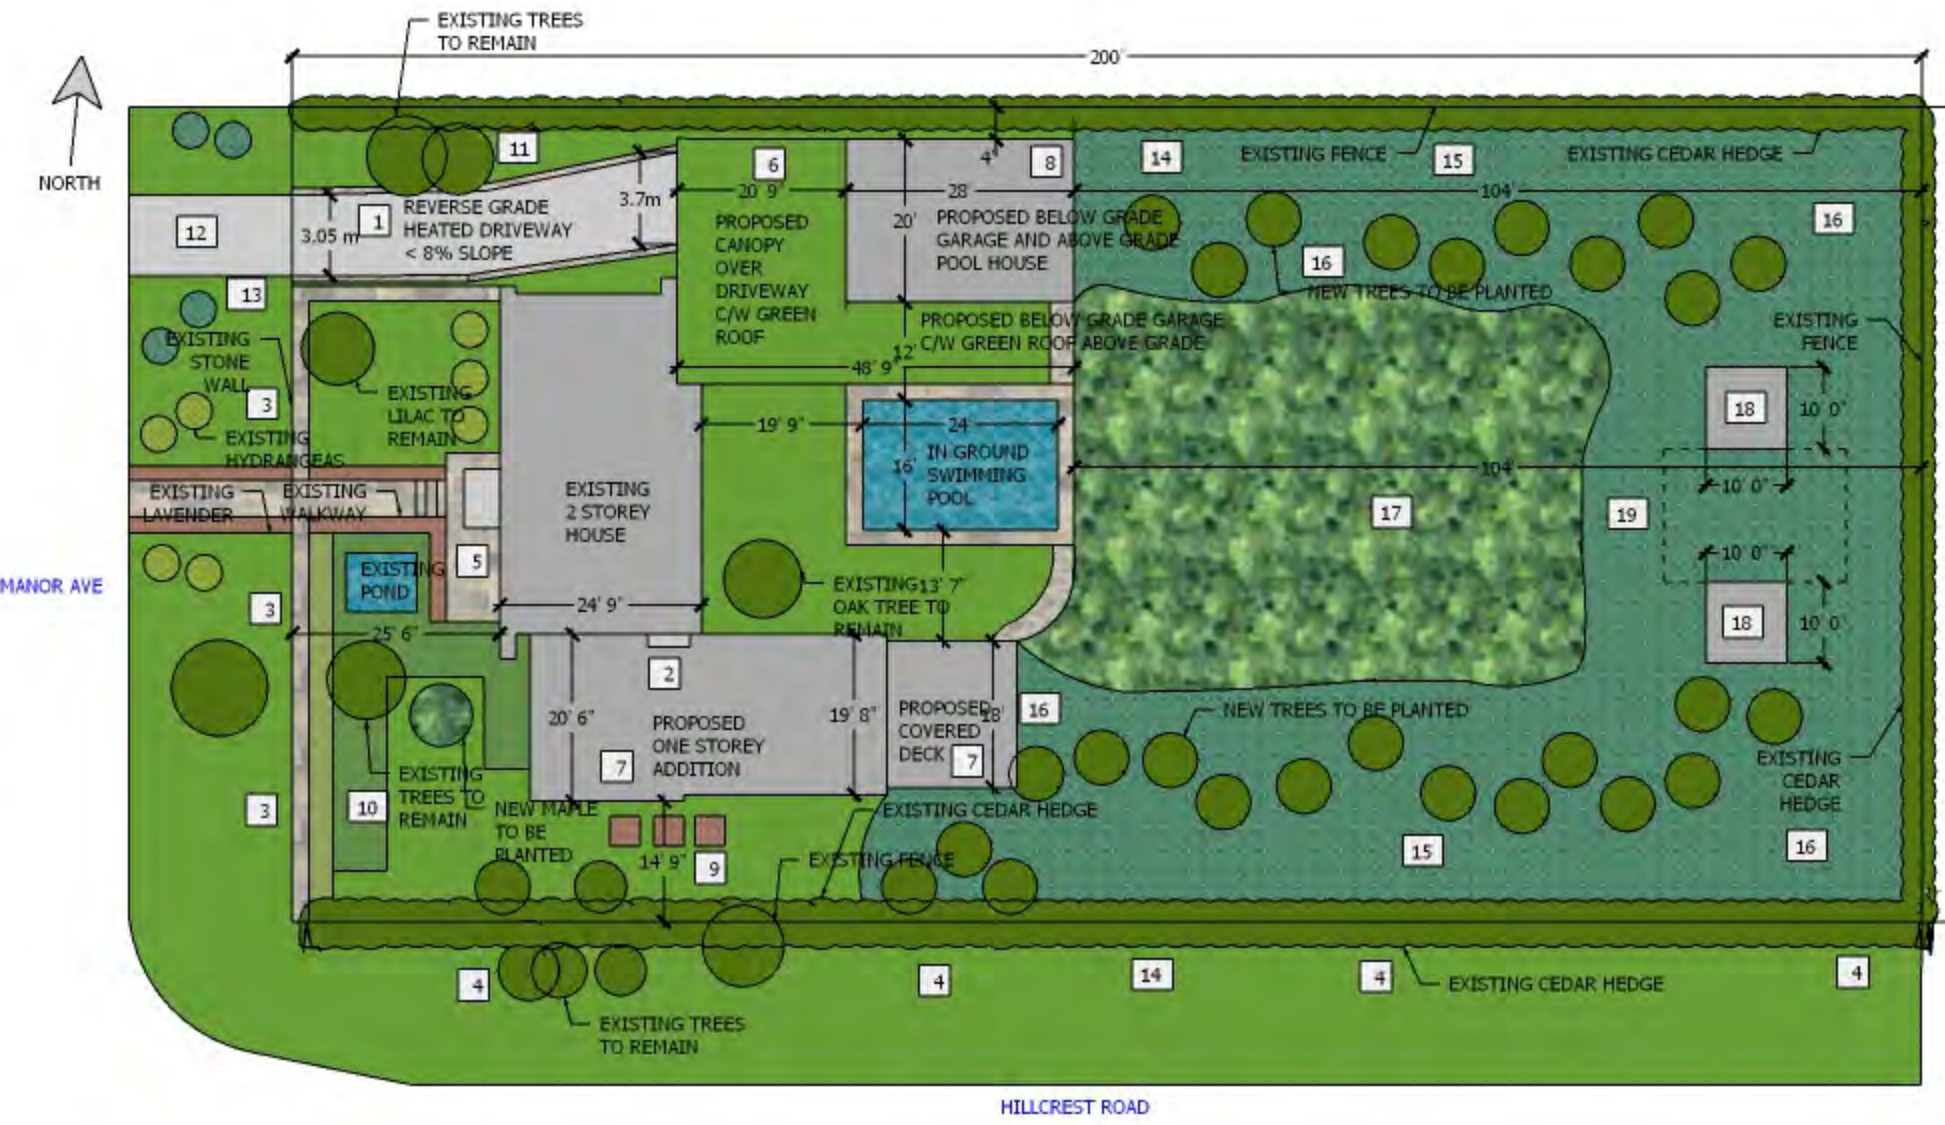 EXISTING TREES
TO REMAIN
200'
NORTH
11
6
4'
8
14
EXISTING FENCE
15
EXISTING CEDAR HEDGE
12
3.05 m
1
REVERSE GRADE
HEATED DRIVEWAY
< 8% SLOPE
3.7m
20' 9"
28'
104'
PROPOSED
CANOPY
OVER
DRIVEWAY
C/W GREEN
ROOF
20'
PROPOSED BELOW GRADE
GARAGE AND ABOVE GRADE
POOL HOUSE
16
16
NEW TREES TO BE PLANTED
13
EXISTING
STONE
WALL
3
EXISTING
LILAC TO
REMAIN
EXISTING
HYDRANGEAS
PROPOSED BELOW GRADE GARAGE
C/W GREEN ROOF ABOVE GRADE
12'
48' 9"
EXISTING
FENCE
18
10' 0"
19' 9"
24'
16'
IN GROUND
SWIMMING
POOL
104'
10' 0"
EXISTING
LAVENDER
EXISTING
WALKWAY
EXISTING
2 STOREY
HOUSE
17
19
10' 0"
MANOR AVE
EXISTING
POND
5
3
24' 9"
25' 6"
EXISTING
OAK TREE TO
REMAIN
13' 7"
18
10' 0"
2
20' 6"
PROPOSED
ONE STOREY
ADDITION
7
19' 8"
PROPOSED
COVERED
DECK
18'
7
16
NEW TREES TO BE PLANTED
EXISTING
CEDAR
HEDGE
3
10
EXISTING
TREES TO
REMAIN
NEW MAPLE
TO BE
PLANTED
14' 9"
9
EXISTING CEDAR HEDGE
EXISTING FENCE
15
16
4
4
14
4
EXISTING CEDAR HEDGE
4
EXISTING TREES
TO REMAIN
HILLCREST ROAD